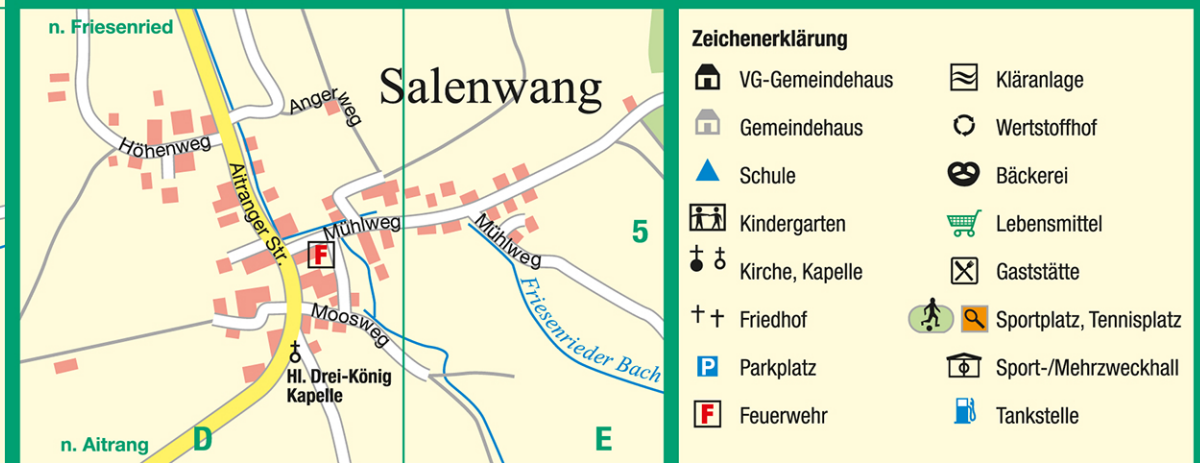 n. Friesenried
Salenwang
Angerweg
Höhenweg
Aitranger Str.
Mühlweg
F
Mühlweg
5
Friesenrieder Bach
Moosweg
Hl. Drei-König
Kapelle
n. Aitrang
D
E
Zeichenerklärung
VG-Gemeindehaus
Gemeindehaus
Schule
Kindergarten
Kirche, Kapelle
Friedhof
P Parkplatz
F Feuerwehr
Kläranlage
Wertstoffhof
Bäckerei
Lebensmittel
Gaststätte
Sportplatz, Tennisplatz
Sport-/Mehrzweckhall
Tankstelle